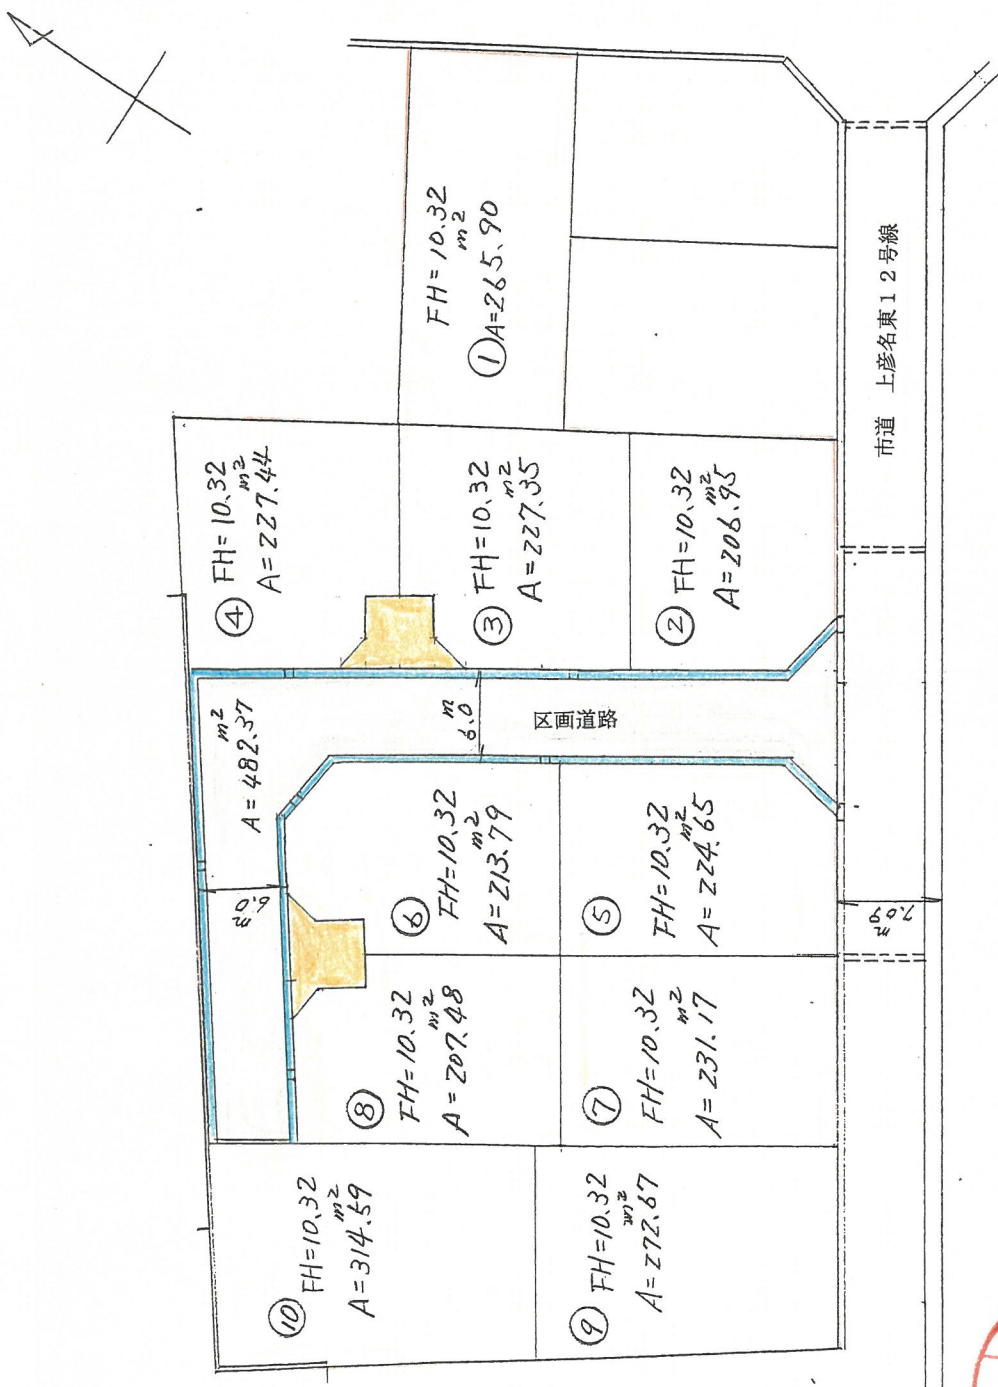 FH=10.32
m²
① A=265.90
② FH=10.32
m²
A=206.95
③ FH=10.32
m²
A=227.35
④ FH=10.32
m²
A=227.44
⑤ FH=10.32
m²
A=224.65
⑥ FH=10.32
m²
A=213.79
⑦ FH=10.32
m²
A=231.17
⑧ FH=10.32
m²
A=207.48
⑨ FH=10.32
m²
A=272.67
⑩ FH=10.32
m²
A=314.59
m²
A=482.37
m
6.0
m
6.0
区画道路
m
7.09
市道 上彦名東12号線